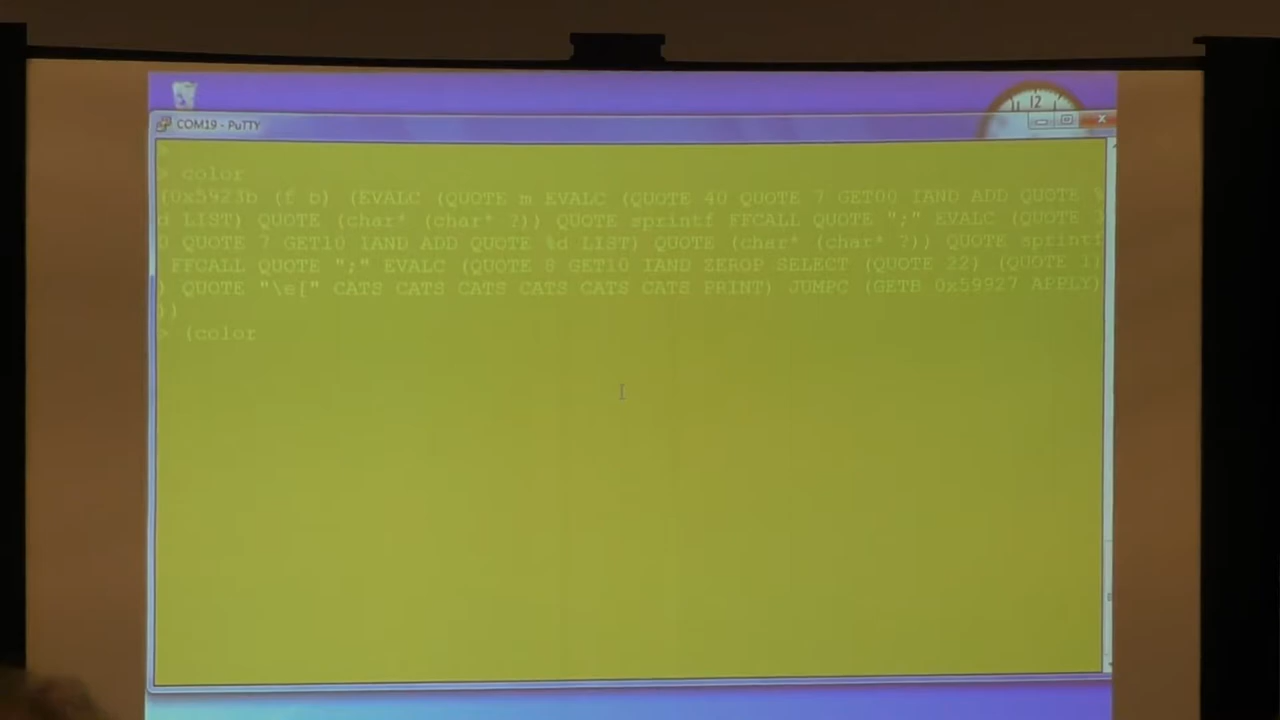 12
COM19 - PuTTY
> color
(0x5923b (f b) (EVALC (QUOTE m EVALC (QUOTE 40 QUOTE 7 GET00 IAND ADD QUOTE %
d LIST) QUOTE (char* (char* ?)) QUOTE sprintf FFCALL QUOTE ";" EVALC (QUOTE 3
0 QUOTE 7 GET10 IAND ADD QUOTE %d LIST) QUOTE (char* (char* ?)) QUOTE sprintf
FFCALL QUOTE ";" EVALC (QUOTE 8 GET10 IAND ZEROP SELECT (QUOTE 22) (QUOTE 1)
) QUOTE "\e[" CATS CATS CATS CATS CATS CATS PRINT) JUMPC (GETB 0x59927 APPLY)
))
> (color